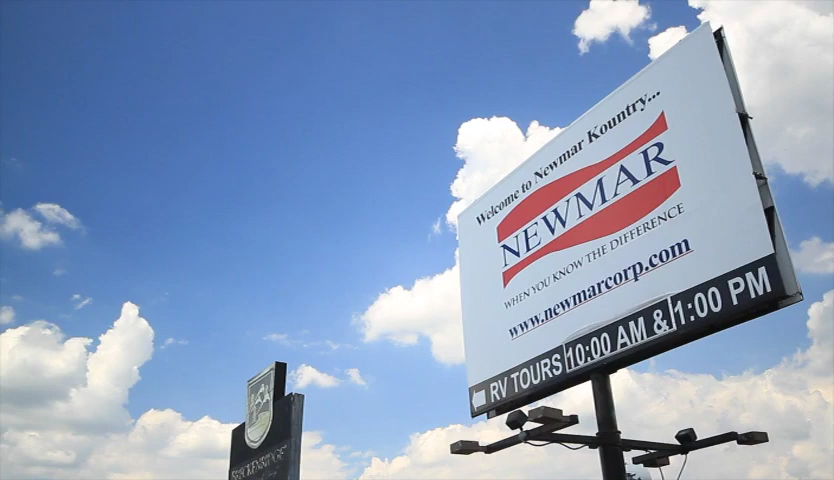 Welcome to Newmar Kountry...
NEWMAR
WHEN YOU KNOW THE DIFFERENCE
www.newmarcorp.com
RV TOURS 10:00 AM & 1:00 PM